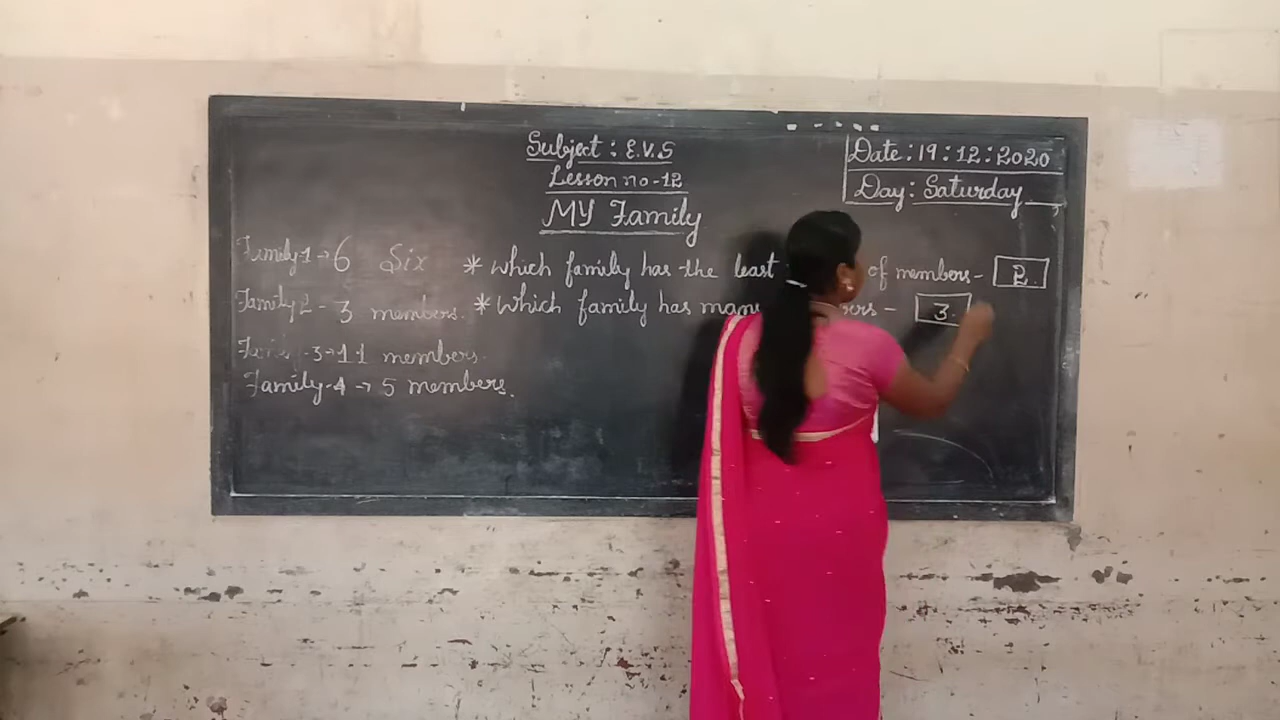 Subject : E.V.S
Lesson no - 12
MY Family
Date : 19 : 12 : 2020
Day : Saturday
Family-1 → 6 Six
Family 2 - 3 members.
Family-3 → 11 members.
Family-4 → 5 members.
* which family has the least of members - 2.
* which family has many - 3.